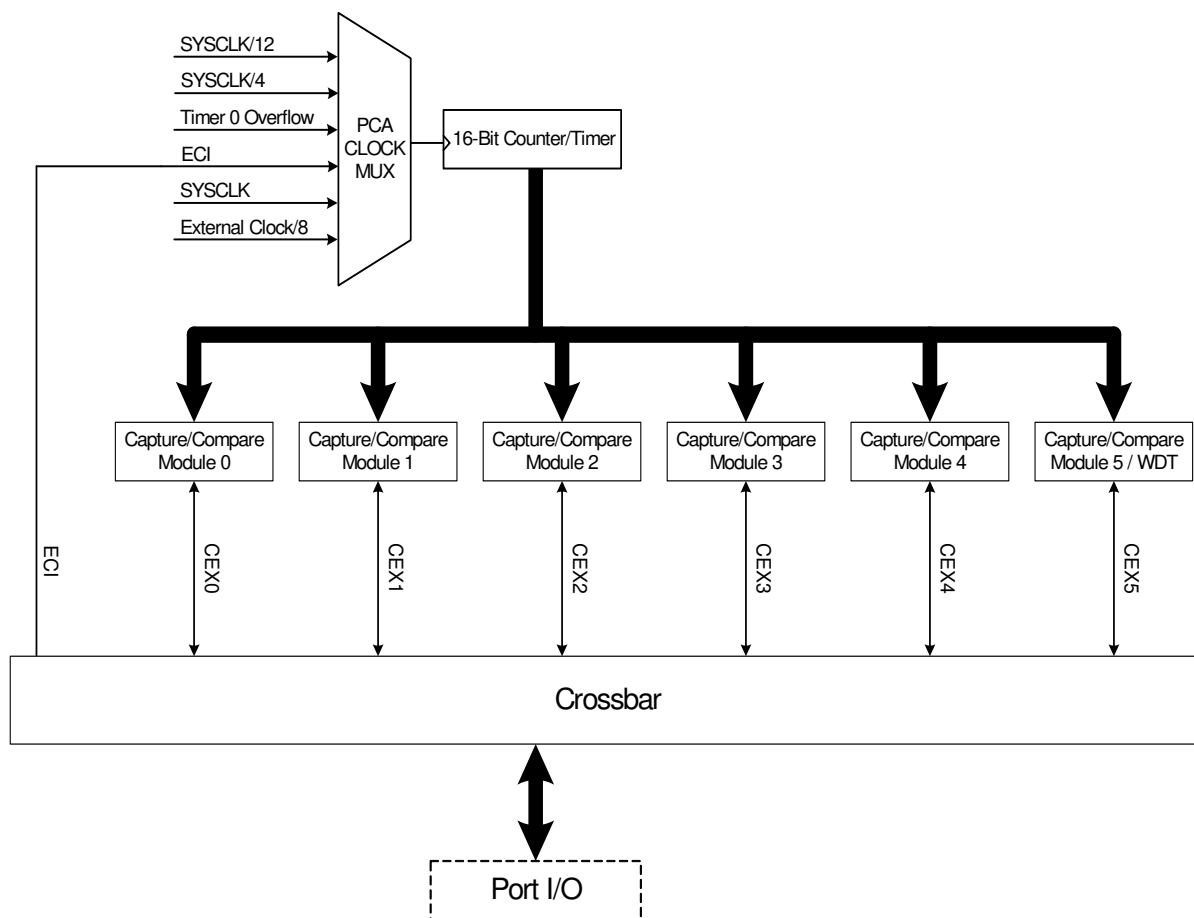 SYSCLK/12
SYSCLK/4
Timer 0 Overflow
ECI
SYSCLK
External Clock/8
PCA
CLOCK
MUX
16-Bit Counter/Timer
Capture/Compare
Module 0
Capture/Compare
Module 1
Capture/Compare
Module 2
Capture/Compare
Module 3
Capture/Compare
Module 4
Capture/Compare
Module 5 / WDT
ECI
CEX0
CEX1
CEX2
CEX3
CEX4
CEX5
Crossbar
Port I/O